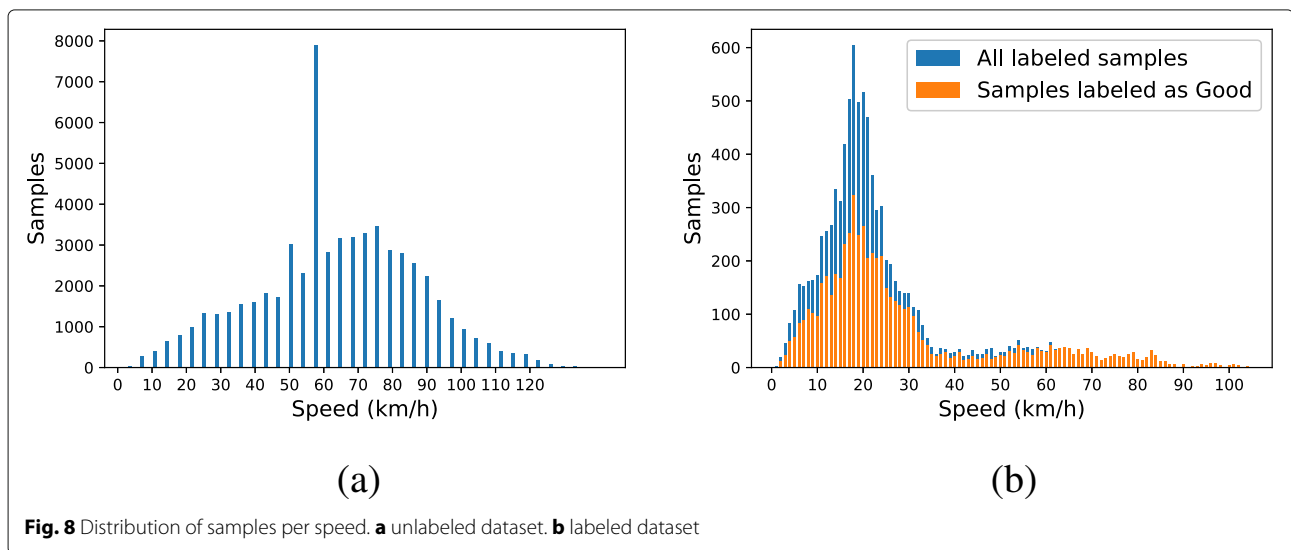 8000
7000
6000
5000
4000
3000
2000
1000
0
Samples
0 10 20 30 40 50 60 70 80 90 100 110 120
Speed (km/h)
(a)
600
500
400
300
200
100
0
Samples
All labeled samples
Samples labeled as Good
0 10 20 30 40 50 60 70 80 90 100
Speed (km/h)
(b)
Fig. 8 Distribution of samples per speed. a unlabeled dataset. b labeled dataset